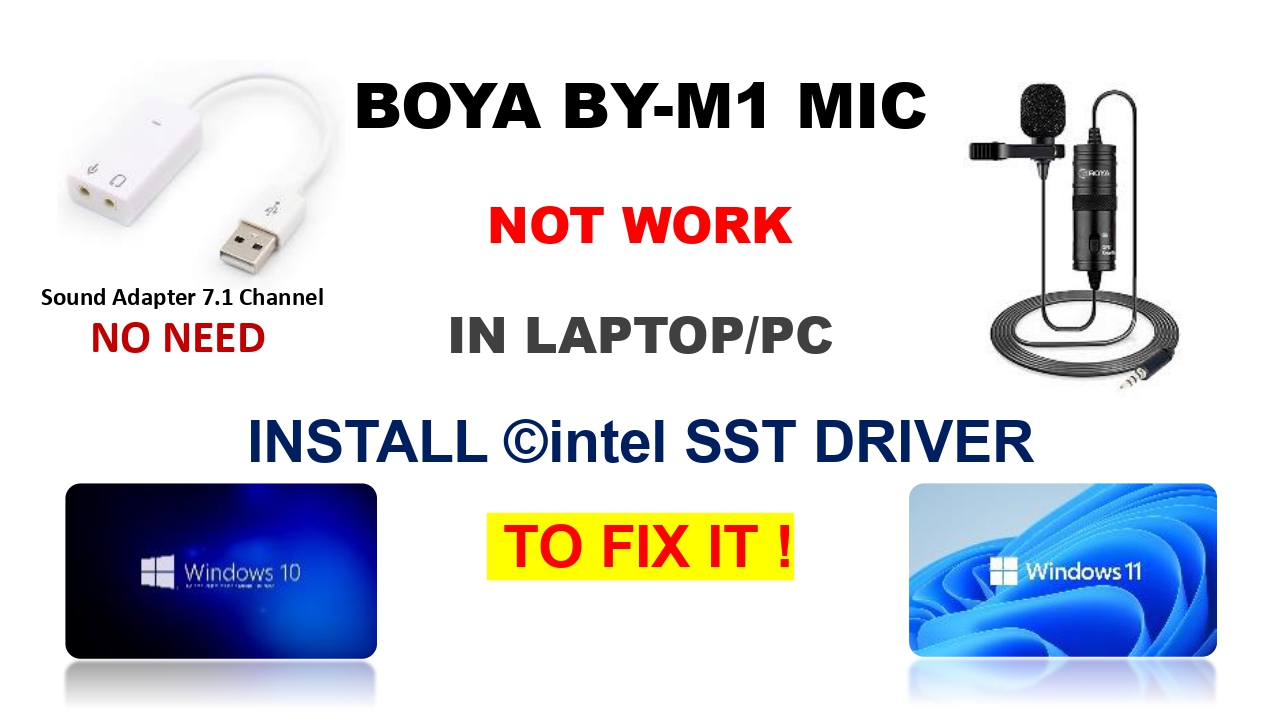 BOYA BY-M1 MIC
NOT WORK
IN LAPTOP/PC
Sound Adapter 7.1 Channel
NO NEED
INSTALL ©intel SST DRIVER
TO FIX IT !
Windows 10
Windows 11
BOYA